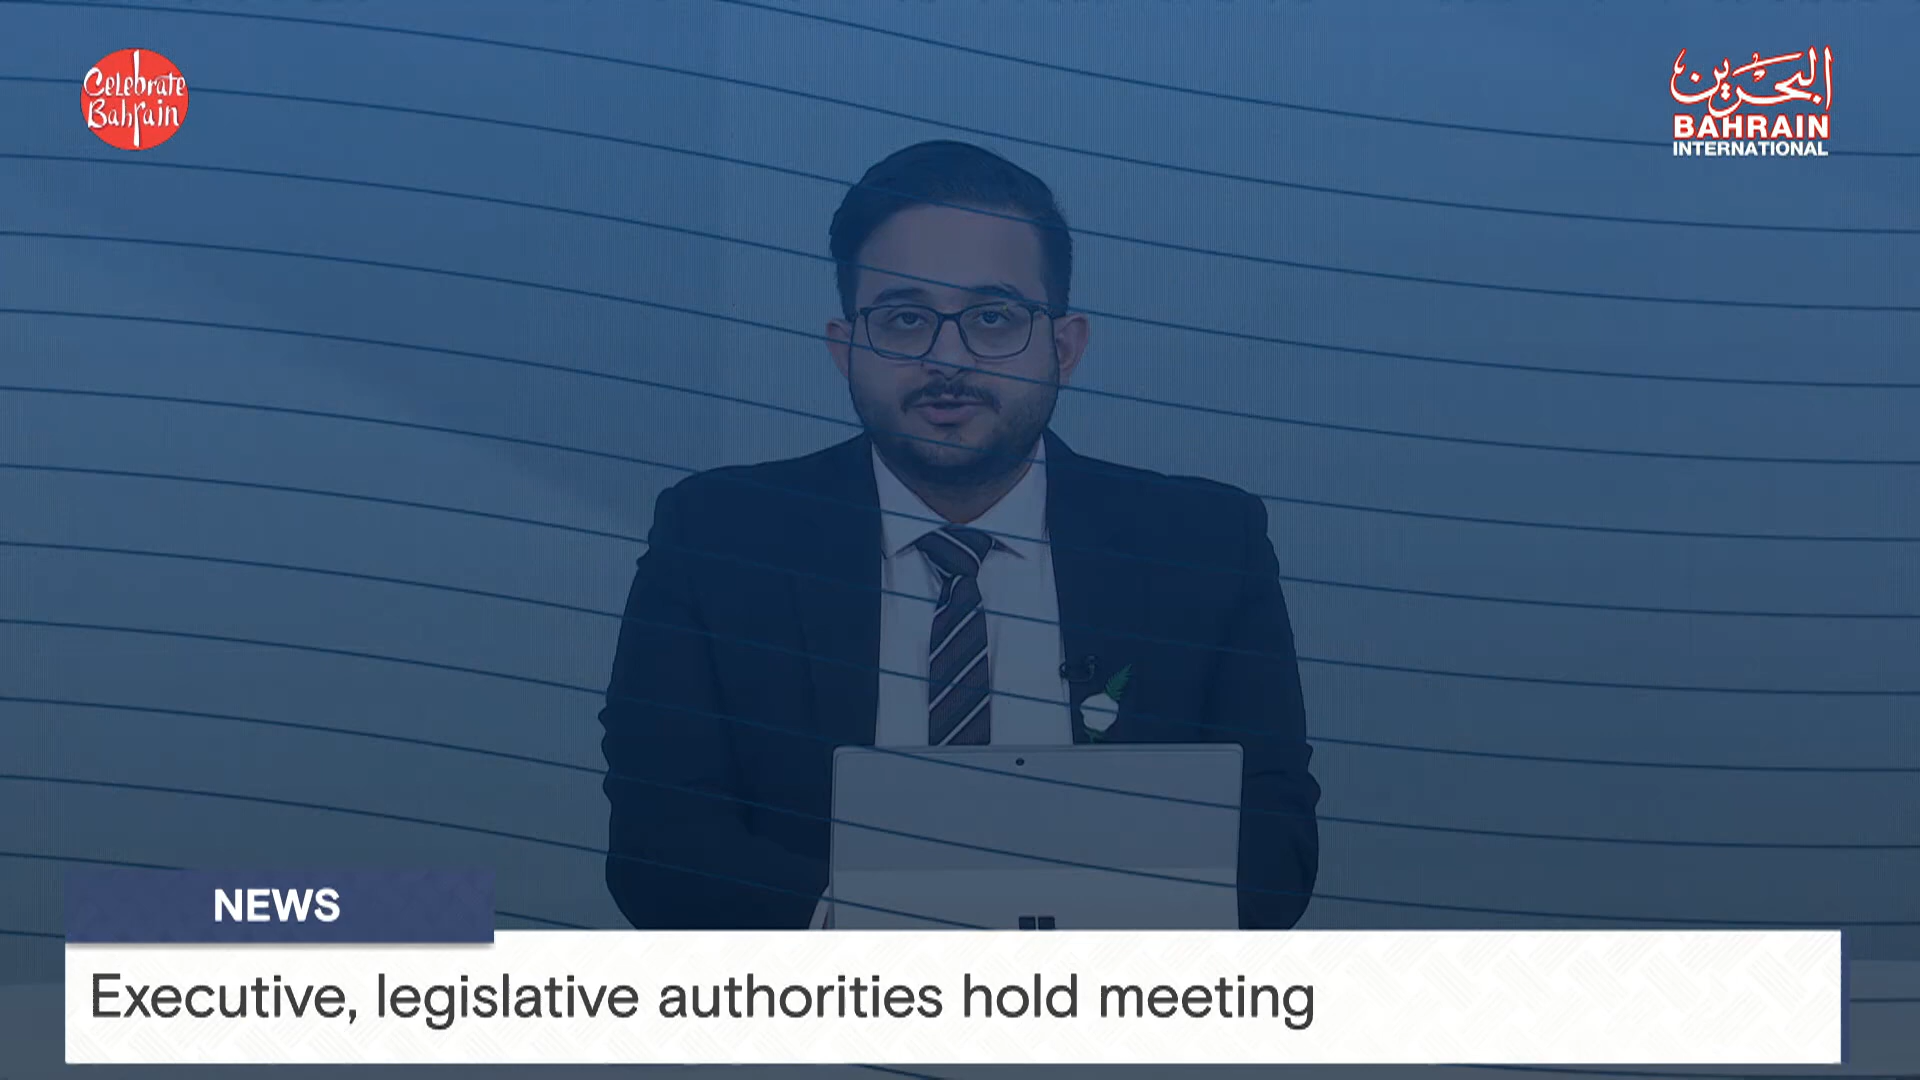 Celebrate
Bahrain
البحرين
BAHRAIN
INTERNATIONAL
NEWS
Executive, legislative authorities hold meeting